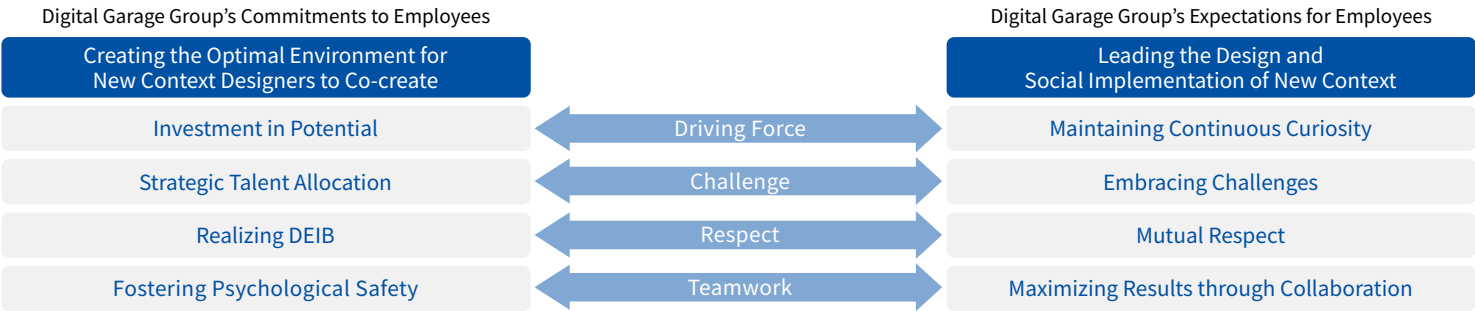 Digital Garage Group’s Commitments to Employees
Digital Garage Group’s Expectations for Employees
Creating the Optimal Environment for
New Context Designers to Co-create
Leading the Design and
Social Implementation of New Context
Investment in Potential
Driving Force
Maintaining Continuous Curiosity
Strategic Talent Allocation
Challenge
Embracing Challenges
Realizing DEIB
Respect
Mutual Respect
Fostering Psychological Safety
Teamwork
Maximizing Results through Collaboration